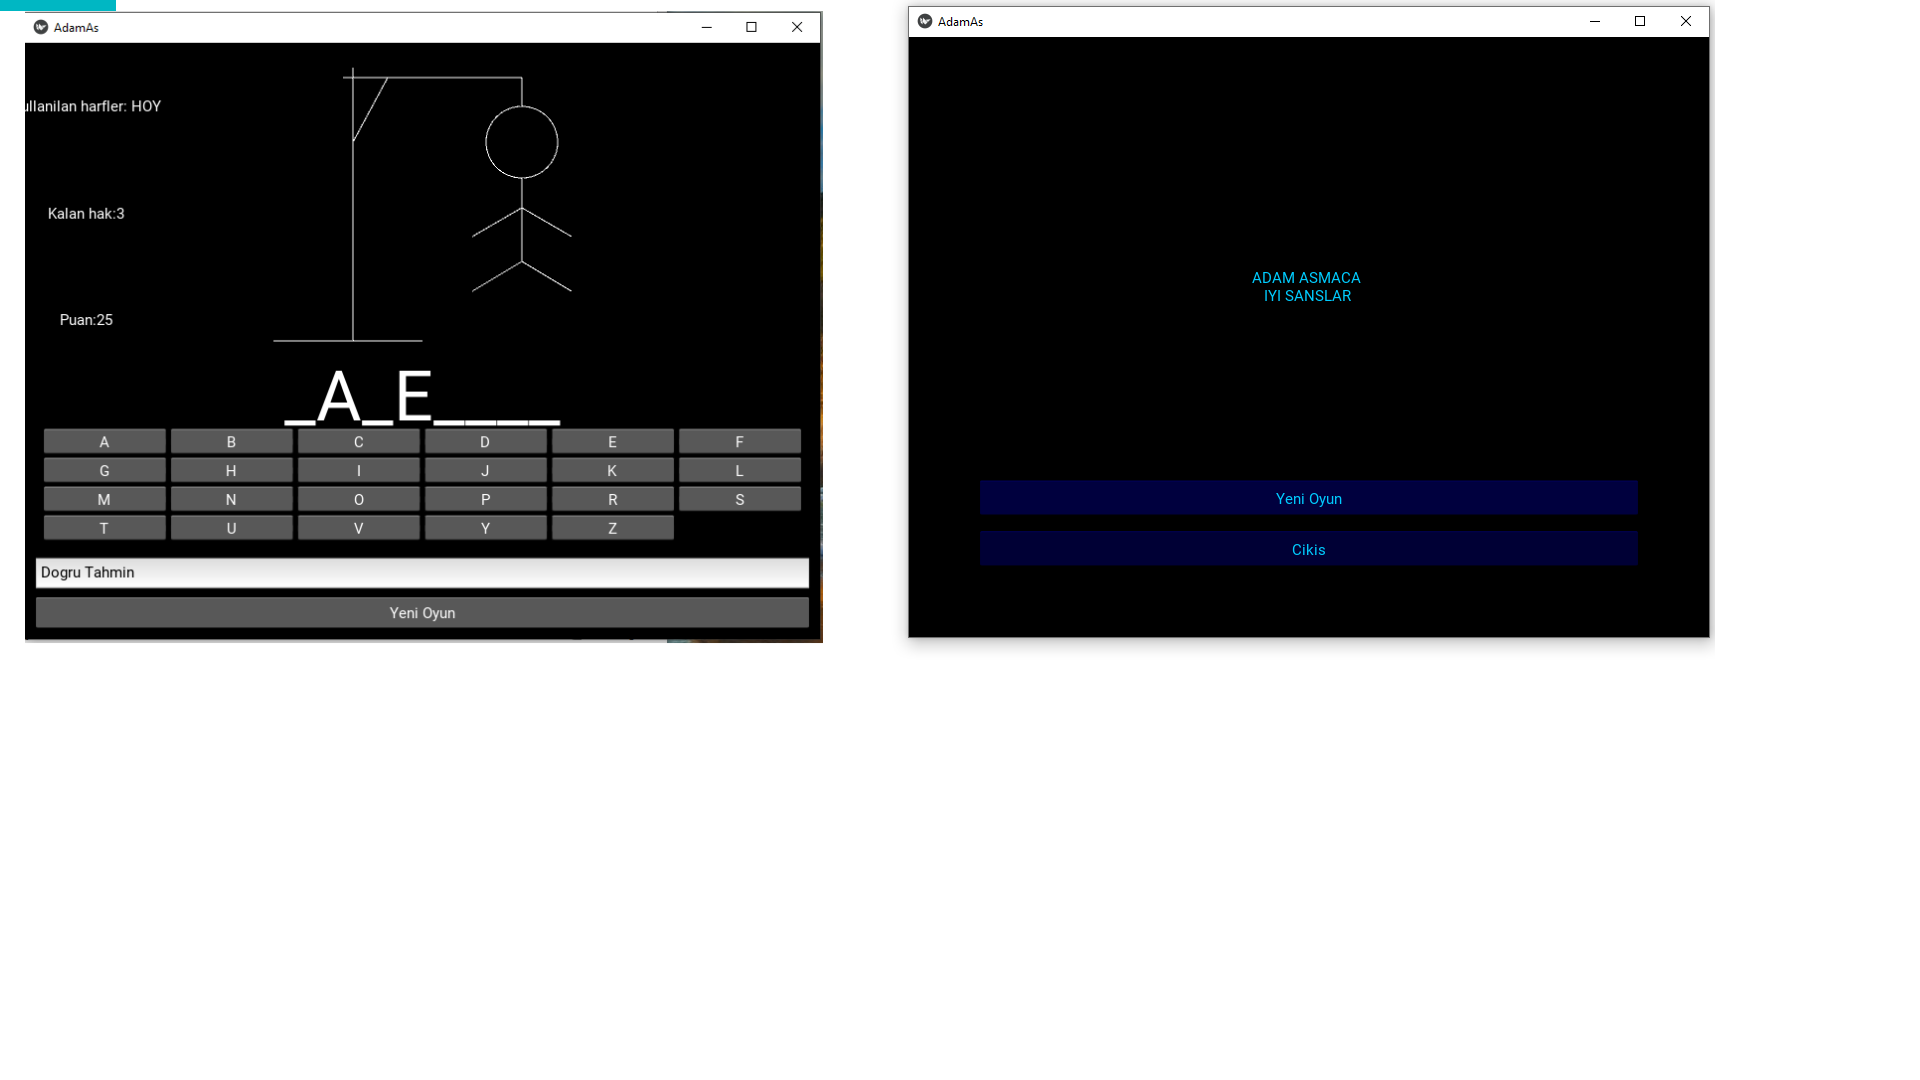 AdamAs
ullanilan harfler: HOY
Kalan hak:3
Puan:25
_A_E____
A B C D E F
G H I J K L
M N O P R S
T U V Y Z
Dogru Tahmin
Yeni Oyun
AdamAs
ADAM ASMACA
IYI SANSLAR
Yeni Oyun
Cikis